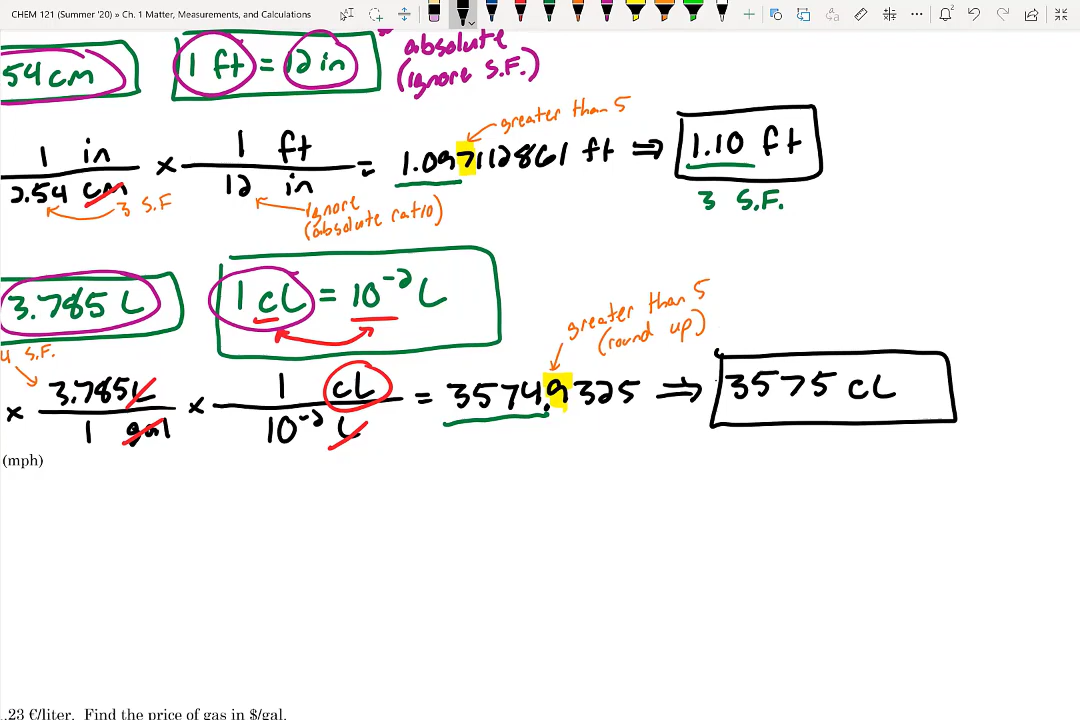 CHEM 121 (Summer '20) » Ch. 1 Matter, Measurements, and Calculations
54 cm
1 ft = 12 in
absolute
(ignore S.F.)
greater than 5
1 in
2.54 cm
× 1 ft
12 in
= 1.097112861 ft ⇒ 1.10 ft
3 S.F
ignore
(absolute ratio)
3 S.F.
3.785 L
1 cL = 10⁻² L
greater than 5
(round up)
4 S.F.
× 3.785 L
1 gal
× 1 cL
10⁻² L
= 3574.9325 ⇒ 3575 cL
(mph)
.23 €/liter. Find the price of gas in $/gal.